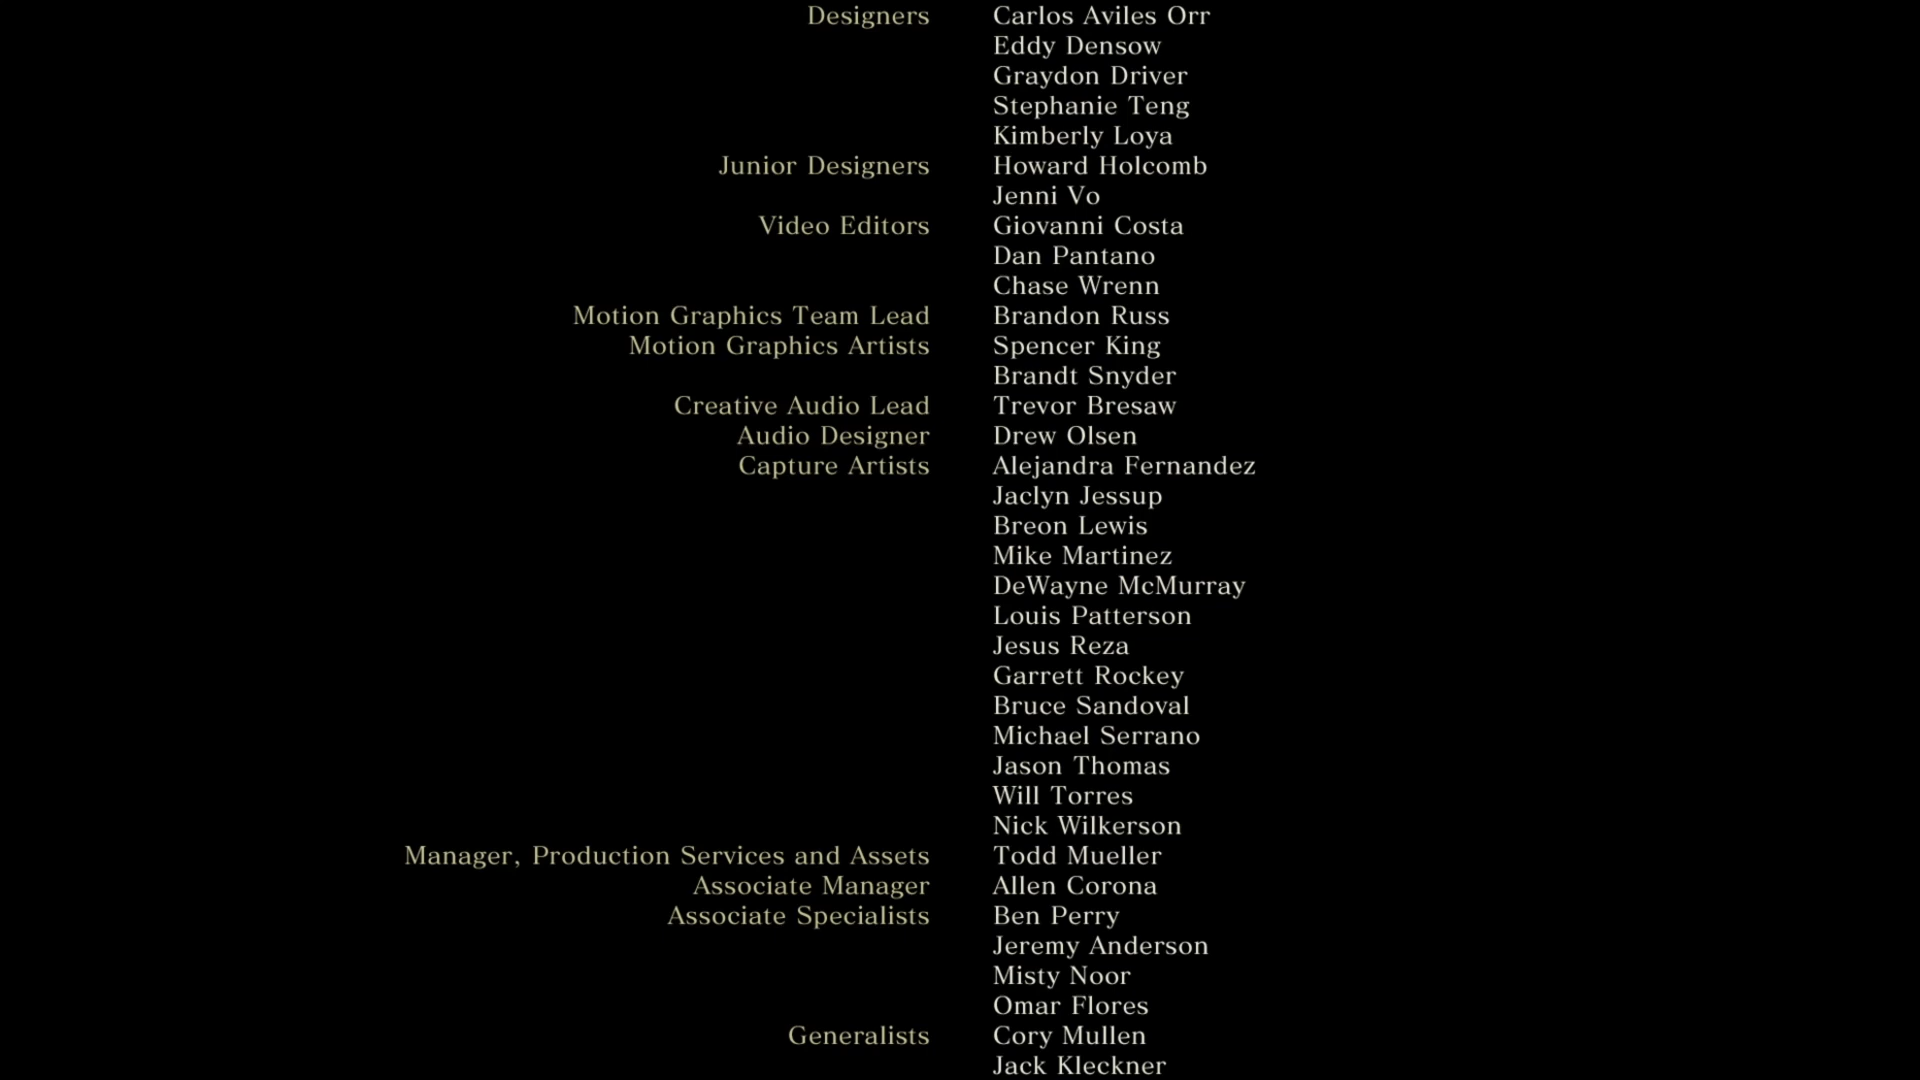 Designers Carlos Aviles Orr
Eddy Densow
Graydon Driver
Stephanie Teng
Kimberly Loya
Junior Designers Howard Holcomb
Jenni Vo
Video Editors Giovanni Costa
Dan Pantano
Chase Wrenn
Motion Graphics Team Lead Brandon Russ
Motion Graphics Artists Spencer King
Brandt Snyder
Creative Audio Lead Trevor Bresaw
Audio Designer Drew Olsen
Capture Artists Alejandra Fernandez
Jaclyn Jessup
Breon Lewis
Mike Martinez
DeWayne McMurray
Louis Patterson
Jesus Reza
Garrett Rockey
Bruce Sandoval
Michael Serrano
Jason Thomas
Will Torres
Nick Wilkerson
Manager, Production Services and Assets Todd Mueller
Associate Manager Allen Corona
Associate Specialists Ben Perry
Jeremy Anderson
Misty Noor
Omar Flores
Generalists Cory Mullen
Jack Kleckner